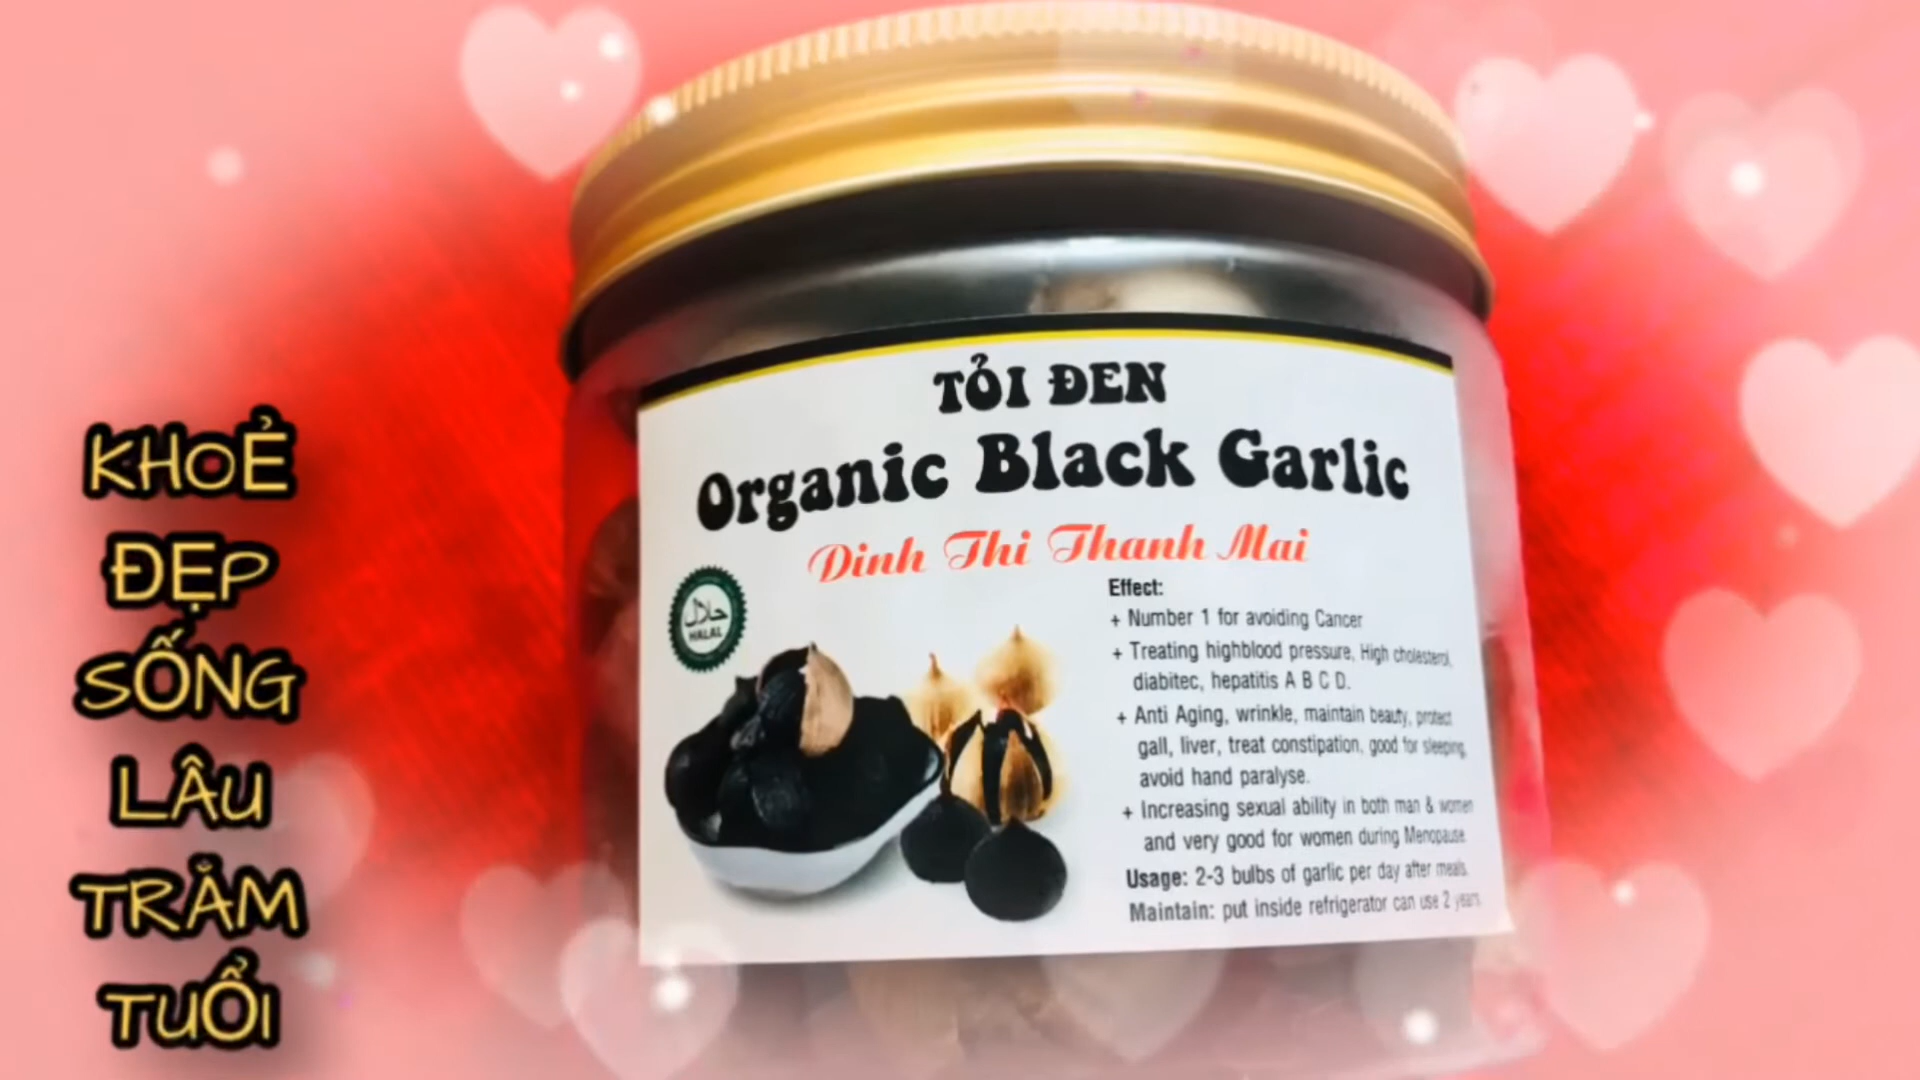 KHOẺ
ĐẸP
SỐNG
LÂU
TRĂM
TUỔI
TỎI ĐEN
Organic Black Garlic
Dinh Thi Thanh Mai
حلال
HALAL
Effect:
+ Number 1 for avoiding Cancer
+ Treating highblood pressure, High cholesterol,
diabitec, hepatitis A B C D.
+ Anti Aging, wrinkle, maintain beauty, protect
gall, liver, treat constipation, good for sleeping,
avoid hand paralyse.
+ Increasing sexual ability in both man & women
and very good for women during Menopause
Usage: 2-3 bulbs of garlic per day after meals.
Maintain: put inside refrigerator can use 2 years